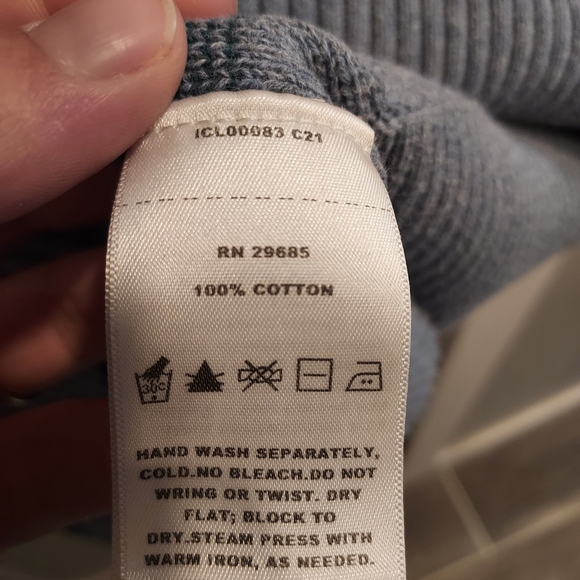 ICL00083 C21
RN 29685
100% COTTON
30C
HAND WASH SEPARATELY,
COLD.NO BLEACH.DO NOT
WRING OR TWIST. DRY
FLAT; BLOCK TO
DRY.STEAM PRESS WITH
WARM IRON, AS NEEDED.